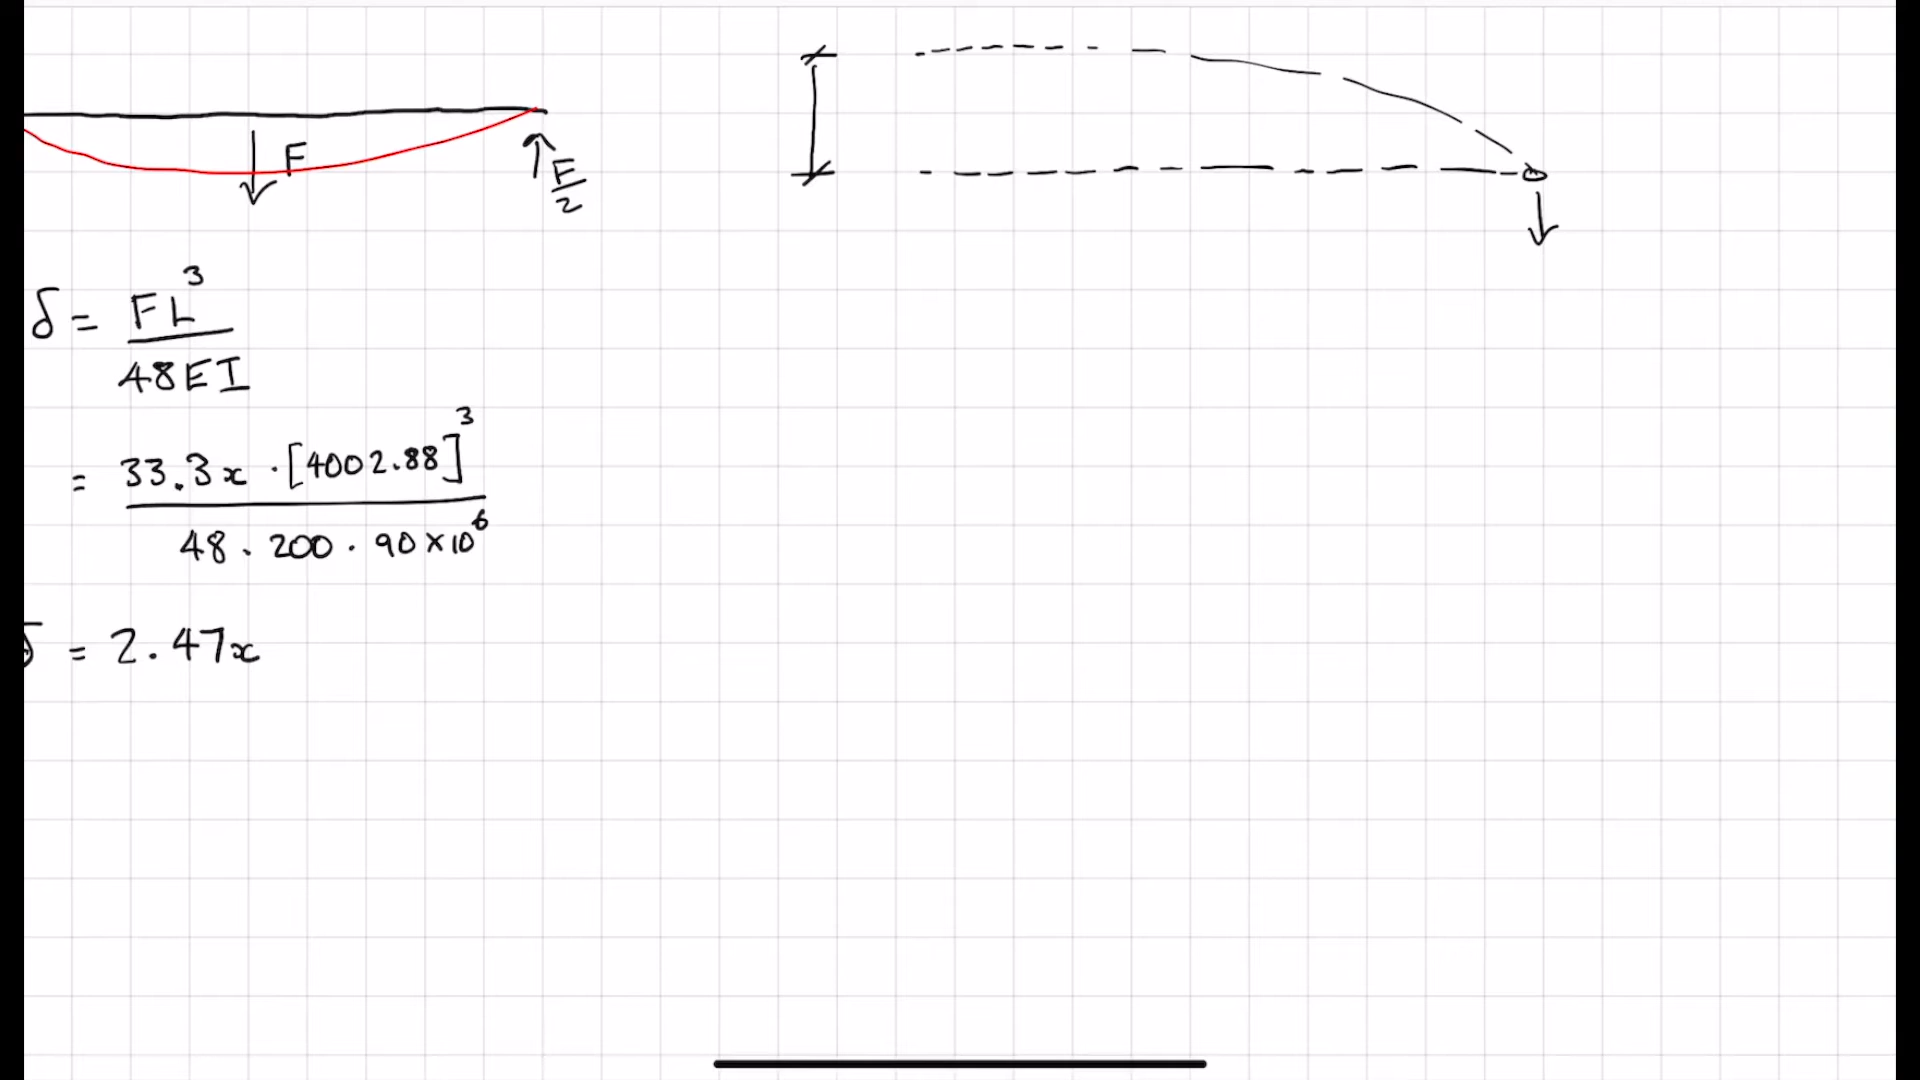 F
F/2
δ = FL³/48EI
= 33.3x · [4002.88]³ / 48 · 200 · 90×10⁶
δ = 2.47x